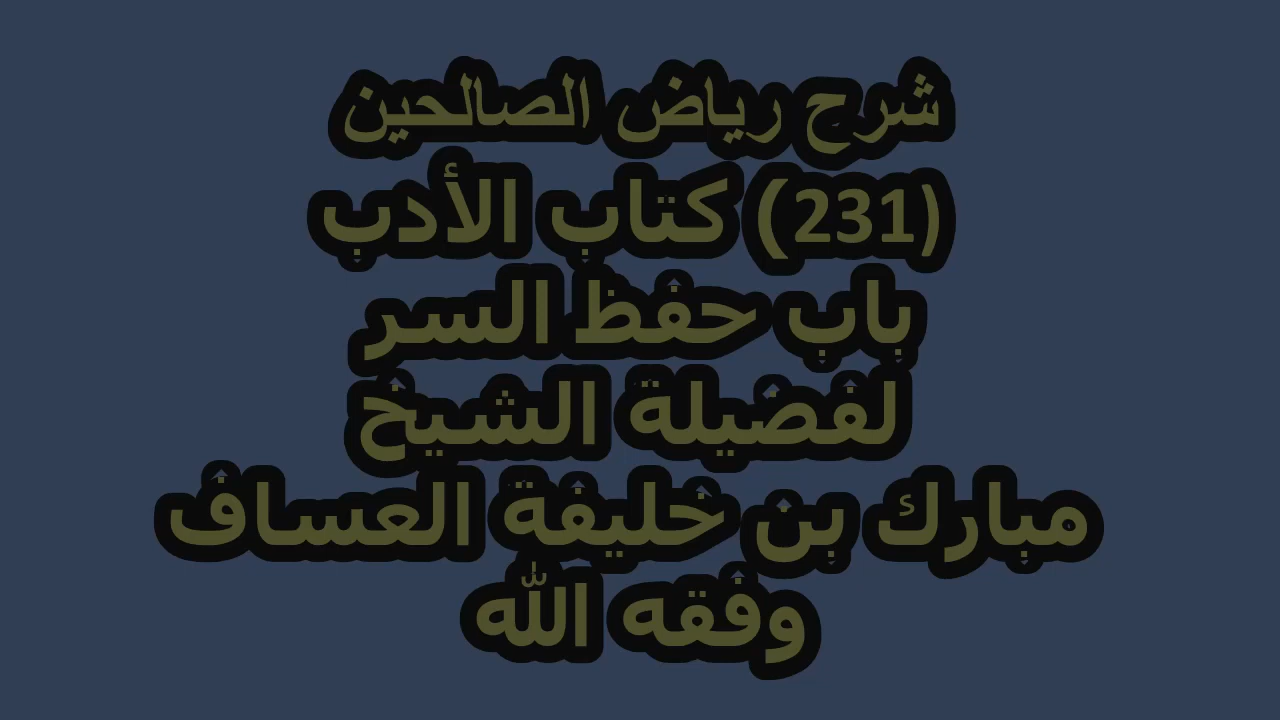 شرح رياض الصالحين
(231) كتاب الأدب
باب حفظ السر
لفضيلة الشيخ
مبارك بن خليفة العساف
وفقه الله